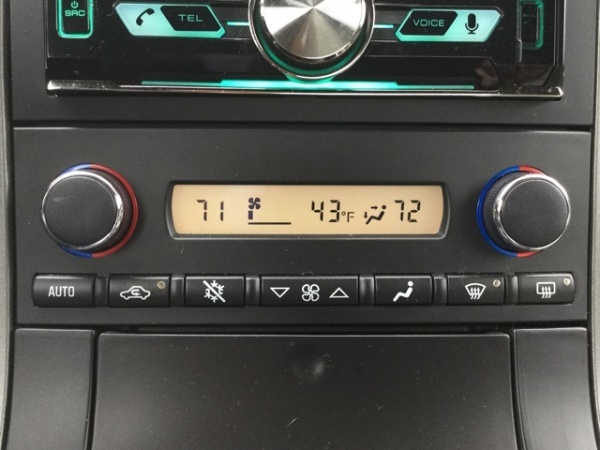 SRC
TEL
VOICE
71
43°F
72
AUTO